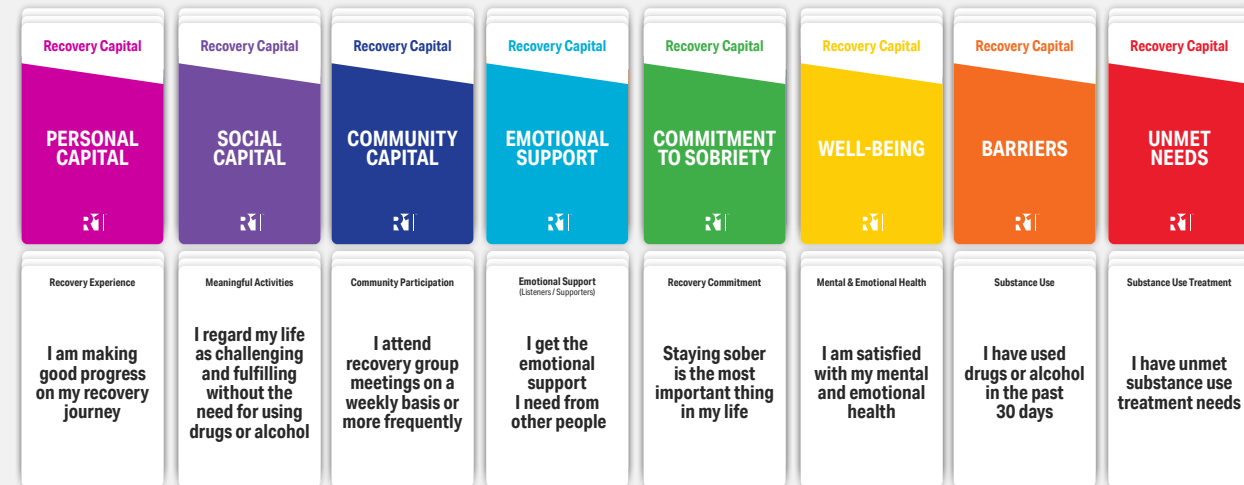 Recovery Capital
PERSONAL
CAPITAL
Recovery Capital
SOCIAL
CAPITAL
Recovery Capital
COMMUNITY
CAPITAL
Recovery Capital
EMOTIONAL
SUPPORT
Recovery Capital
COMMITMENT
TO SOBRIETY
Recovery Capital
WELL-BEING
Recovery Capital
BARRIERS
Recovery Capital
UNMET
NEEDS
Recovery Experience
I am making
good progress
on my recovery
journey
Meaningful Activities
I regard my life
as challenging
and fulfilling
without the
need for using
drugs or alcohol
Community Participation
I attend
recovery group
meetings on a
weekly basis or
more frequently
Emotional Support
(Listeners / Supporters)
I get the
emotional
support
I need from
other people
Recovery Commitment
Staying sober
is the most
important thing
in my life
Mental & Emotional Health
I am satisfied
with my mental
and emotional
health
Substance Use
I have used
drugs or alcohol
in the past
30 days
Substance Use Treatment
I have unmet
substance use
treatment needs